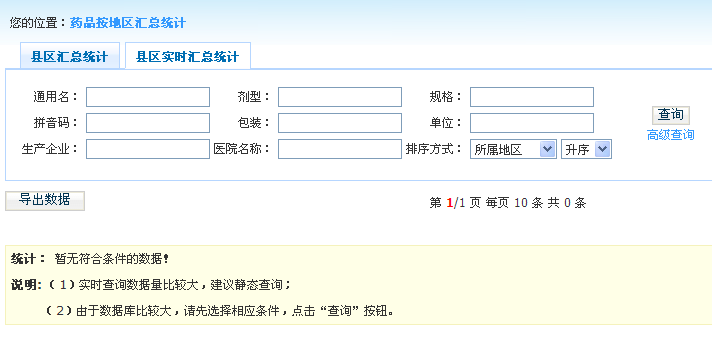 您的位置：药品按地区汇总统计
县区汇总统计 县区实时汇总统计
通用名： 剂型： 规格：
查询
拼音码： 包装： 单位：
高级查询
生产企业： 医院名称： 排序方式： 所属地区 升序
导出数据 第 1/1 页 每页 10 条 共 0 条
统计： 暂无符合条件的数据!
说明:（1）实时查询数据量比较大，建议静态查询；
（2）由于数据库比较大，请先选择相应条件，点击“查询”按钮。